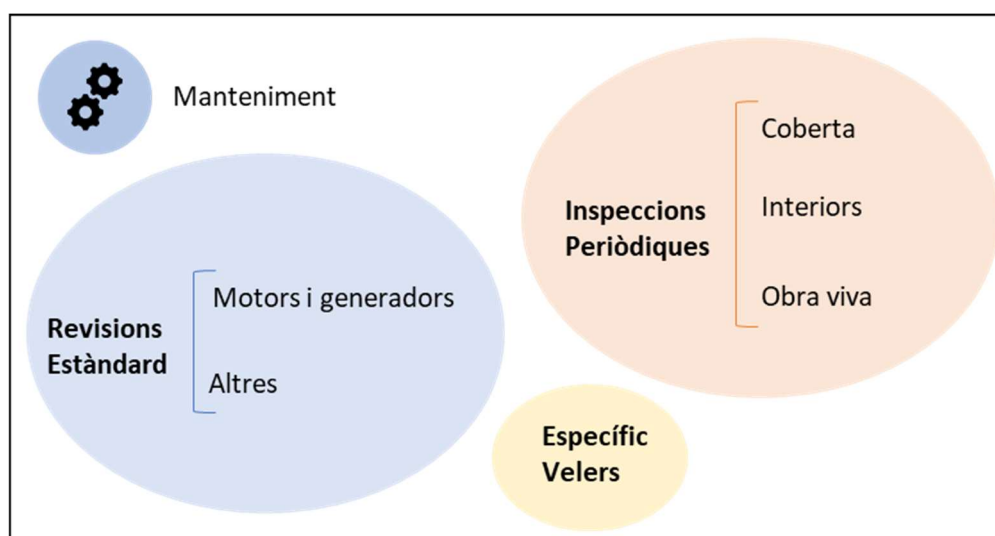 Manteniment
Revisions
Estàndard
Motors i generadors
Altres
Inspeccions
Periòdiques
Coberta
Interiors
Obra viva
Específic
Velers